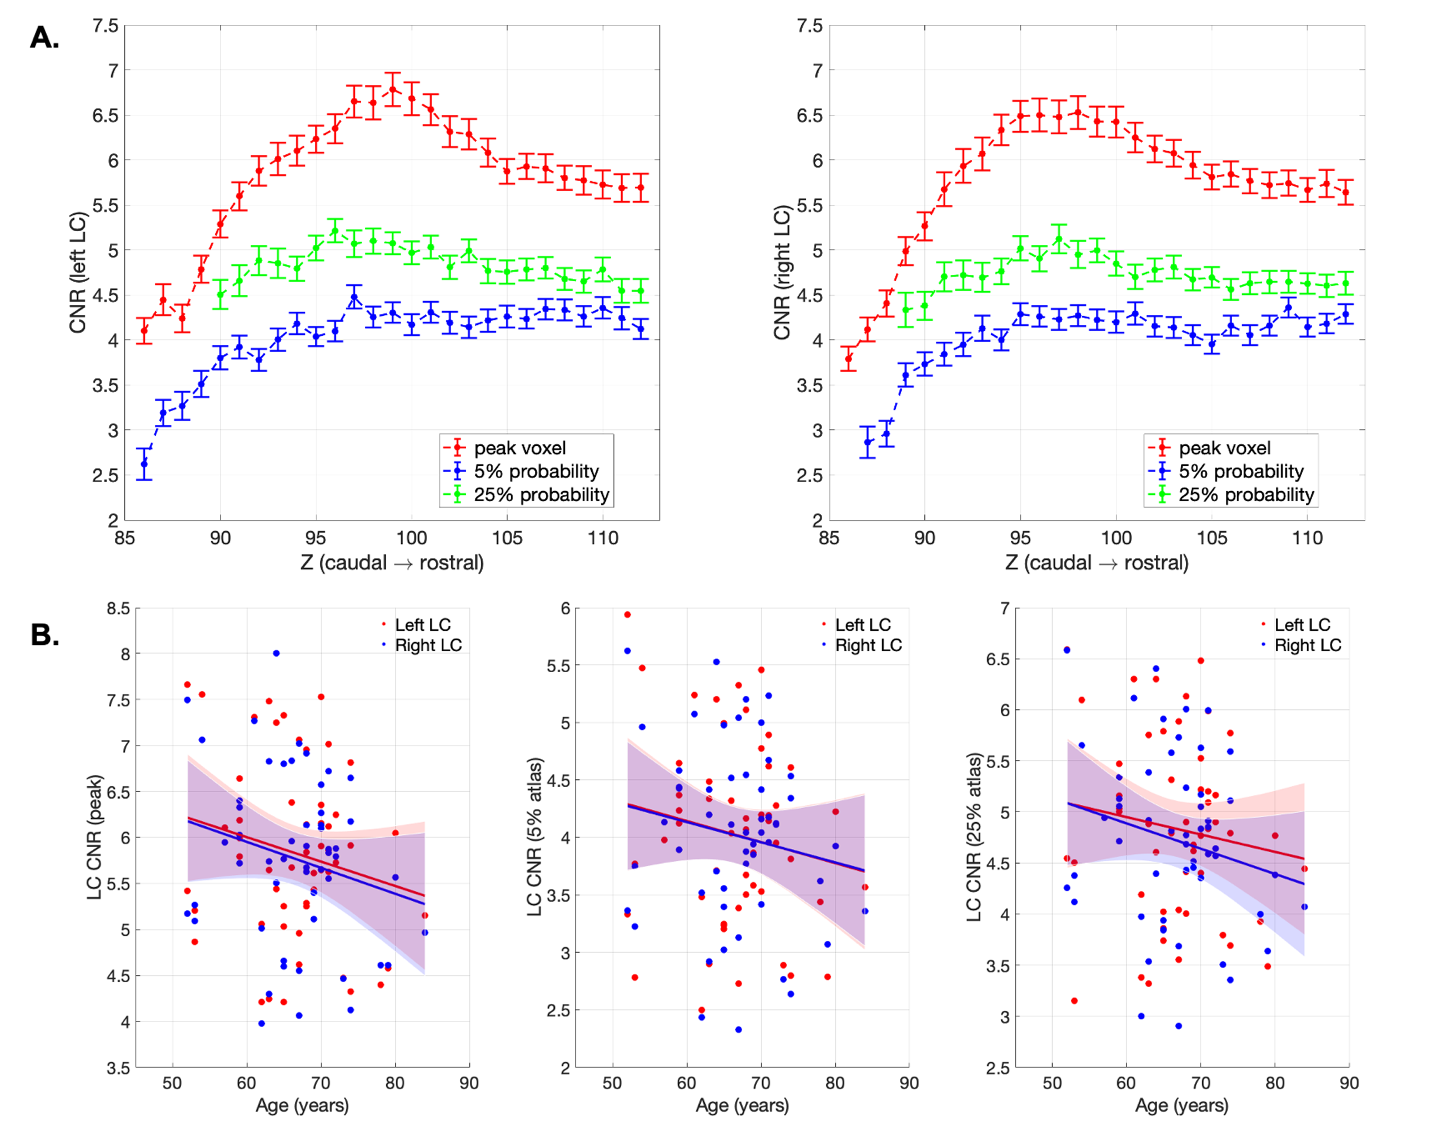 A.
7.5
7
6.5
6
5.5
5
4.5
4
3.5
3
2.5
2
CNR (left LC)
peak voxel
5% probability
25% probability
85 90 95 100 105 110
Z (caudal → rostral)
7.5
7
6.5
6
5.5
5
4.5
4
3.5
3
2.5
2
CNR (right LC)
peak voxel
5% probability
25% probability
85 90 95 100 105 110
Z (caudal → rostral)
B.
8.5
8
7.5
7
6.5
6
5.5
5
4.5
4
3.5
LC CNR (peak)
Left LC
Right LC
50 60 70 80 90
Age (years)
6
5.5
5
4.5
4
3.5
3
2.5
2
LC CNR (5% atlas)
Left LC
Right LC
50 60 70 80 90
Age (years)
7
6.5
6
5.5
5
4.5
4
3.5
3
2.5
LC CNR (25% atlas)
Left LC
Right LC
50 60 70 80 90
Age (years)